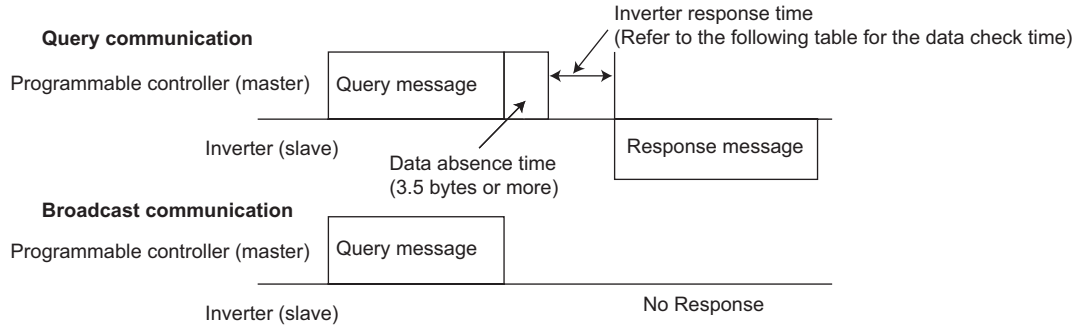 Inverter response time
(Refer to the following table for the data check time)
Query communication
Programmable controller (master)
Query message
Inverter (slave)
Data absence time
(3.5 bytes or more)
Response message
Broadcast communication
Programmable controller (master)
Query message
Inverter (slave)
No Response